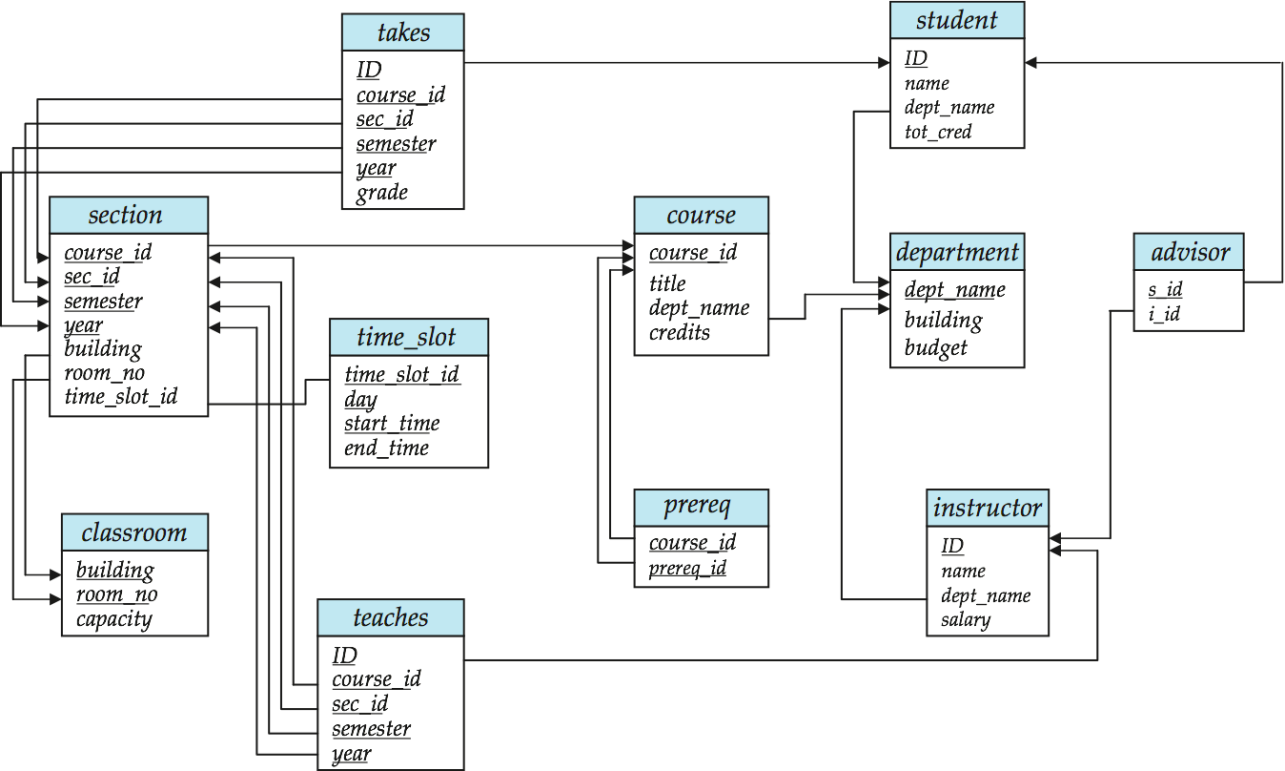 takes
ID
course_id
sec_id
semester
year
grade
student
ID
name
dept_name
tot_cred
section
course_id
sec_id
semester
year
building
room_no
time_slot_id
course
course_id
title
dept_name
credits
department
dept_name
building
budget
advisor
s_id
i_id
time_slot
time_slot_id
day
start_time
end_time
classroom
building
room_no
capacity
prereq
course_id
prereq_id
instructor
ID
name
dept_name
salary
teaches
ID
course_id
sec_id
semester
year